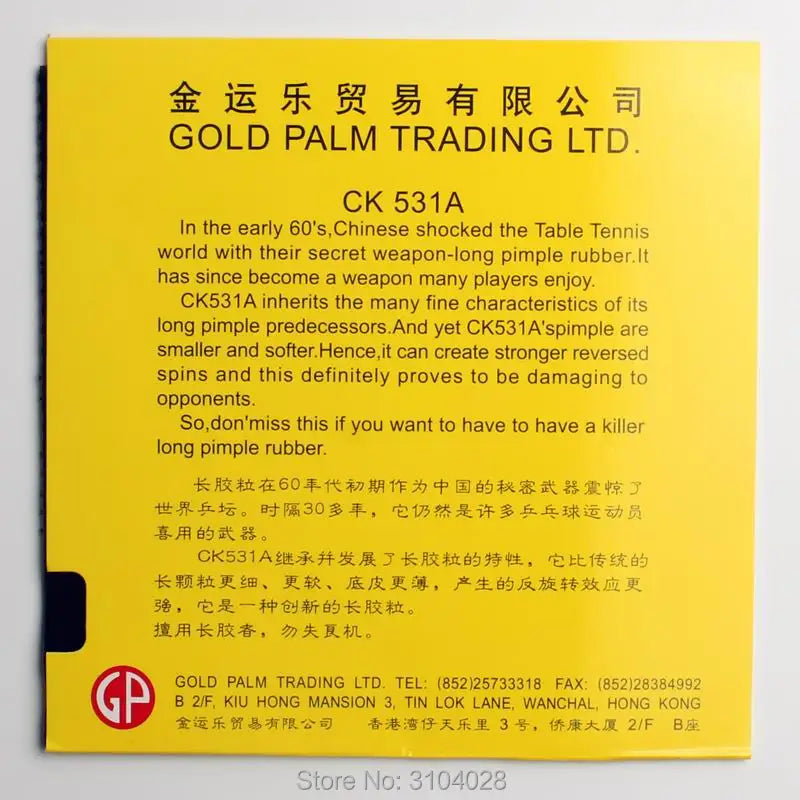 金运乐贸易有限公司
GOLD PALM TRADING LTD.
CK 531A
In the early 60's,Chinese shocked the Table Tennis
world with their secret weapon-long pimple rubber.It
has since become a weapon many players enjoy.
CK531A inherits the many fine characteristics of its
long pimple predecessors.And yet CK531A'spimple are
smaller and softer.Hence,it can create stronger reversed
spins and this definitely proves to be damaging to
opponents.
So,don'miss this if you want to have to have a killer
long pimple rubber.
长胶粒在60年代初期作为中国的秘密武器震惊了
世界乒坛。时隔30多年，它仍然是许多乒乓球运动员
喜用的武器。
CK531A继承并发展了长胶粒的特性，它比传统的
长颗粒更细、更软、底皮更薄，产生的反旋转效应更
强，它是一种创新的长胶粒。
擅用长胶者，勿失良机。
GP
GOLD PALM TRADING LTD. TEL: (852)25733318 FAX: (852)28384992
B 2/F, KIU HONG MANSION 3, TIN LOK LANE, WANCHAL, HONG KONG
金运乐贸易有限公司 香港湾仔天乐里 3号，侨康大厦 2/F B座
Store No: 3104028